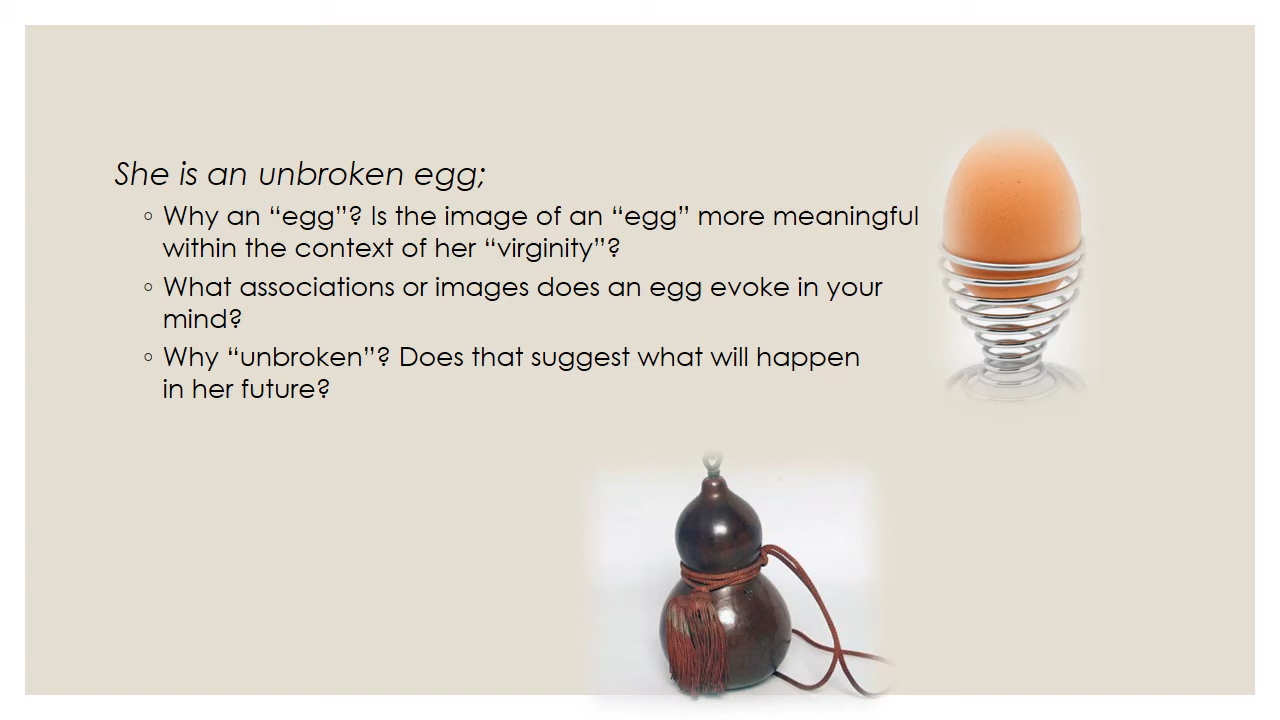 She is an unbroken egg;
◦ Why an “egg”? Is the image of an “egg” more meaningful
within the context of her “virginity”?
◦ What associations or images does an egg evoke in your
mind?
◦ Why “unbroken”? Does that suggest what will happen
in her future?